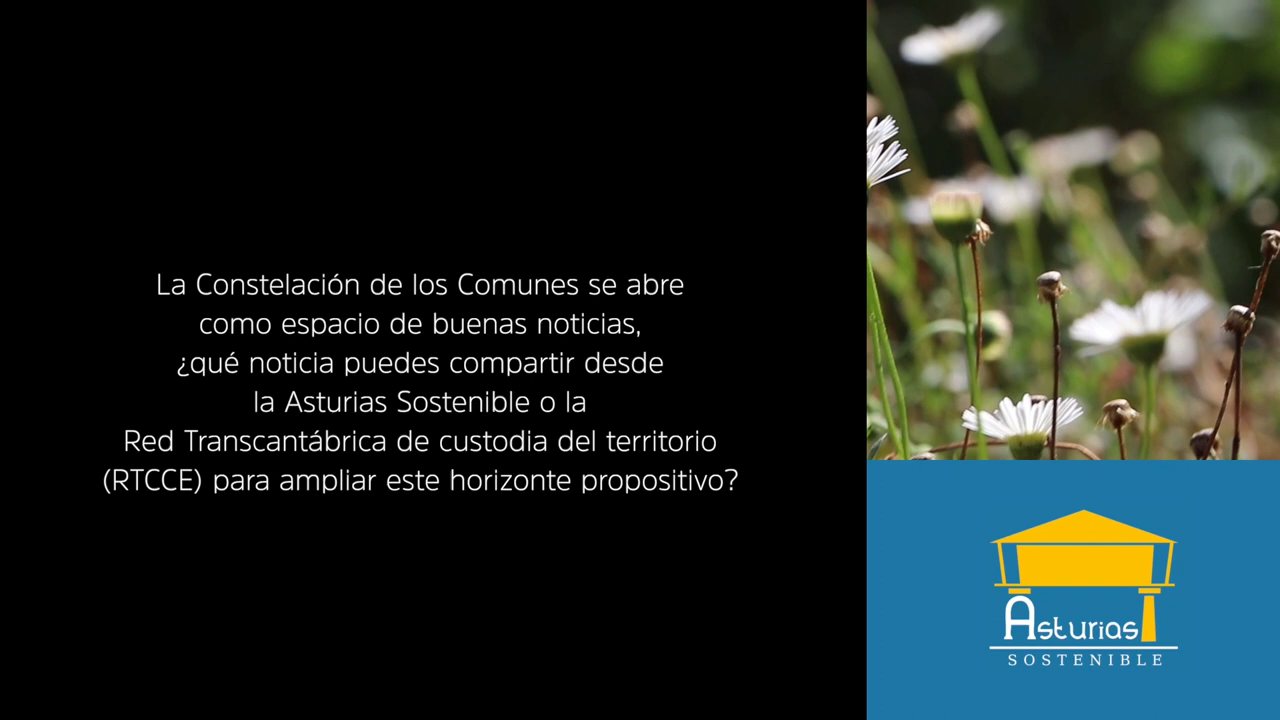 La Constelación de los Comunes se abre
como espacio de buenas noticias,
¿qué noticia puedes compartir desde
la Asturias Sostenible o la
Red Transcantábrica de custodia del territorio
(RTCCE) para ampliar este horizonte propositivo?
Asturias
SOSTENIBLE